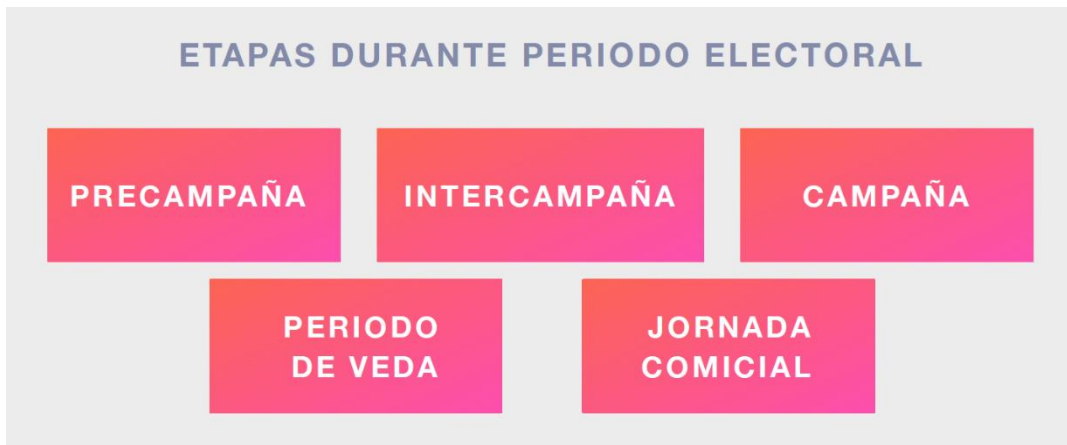 ETAPAS DURANTE PERIODO ELECTORAL
PRECAMPAÑA
INTERCAMPAÑA
CAMPAÑA
PERIODO
DE VEDA
JORNADA
COMICIAL